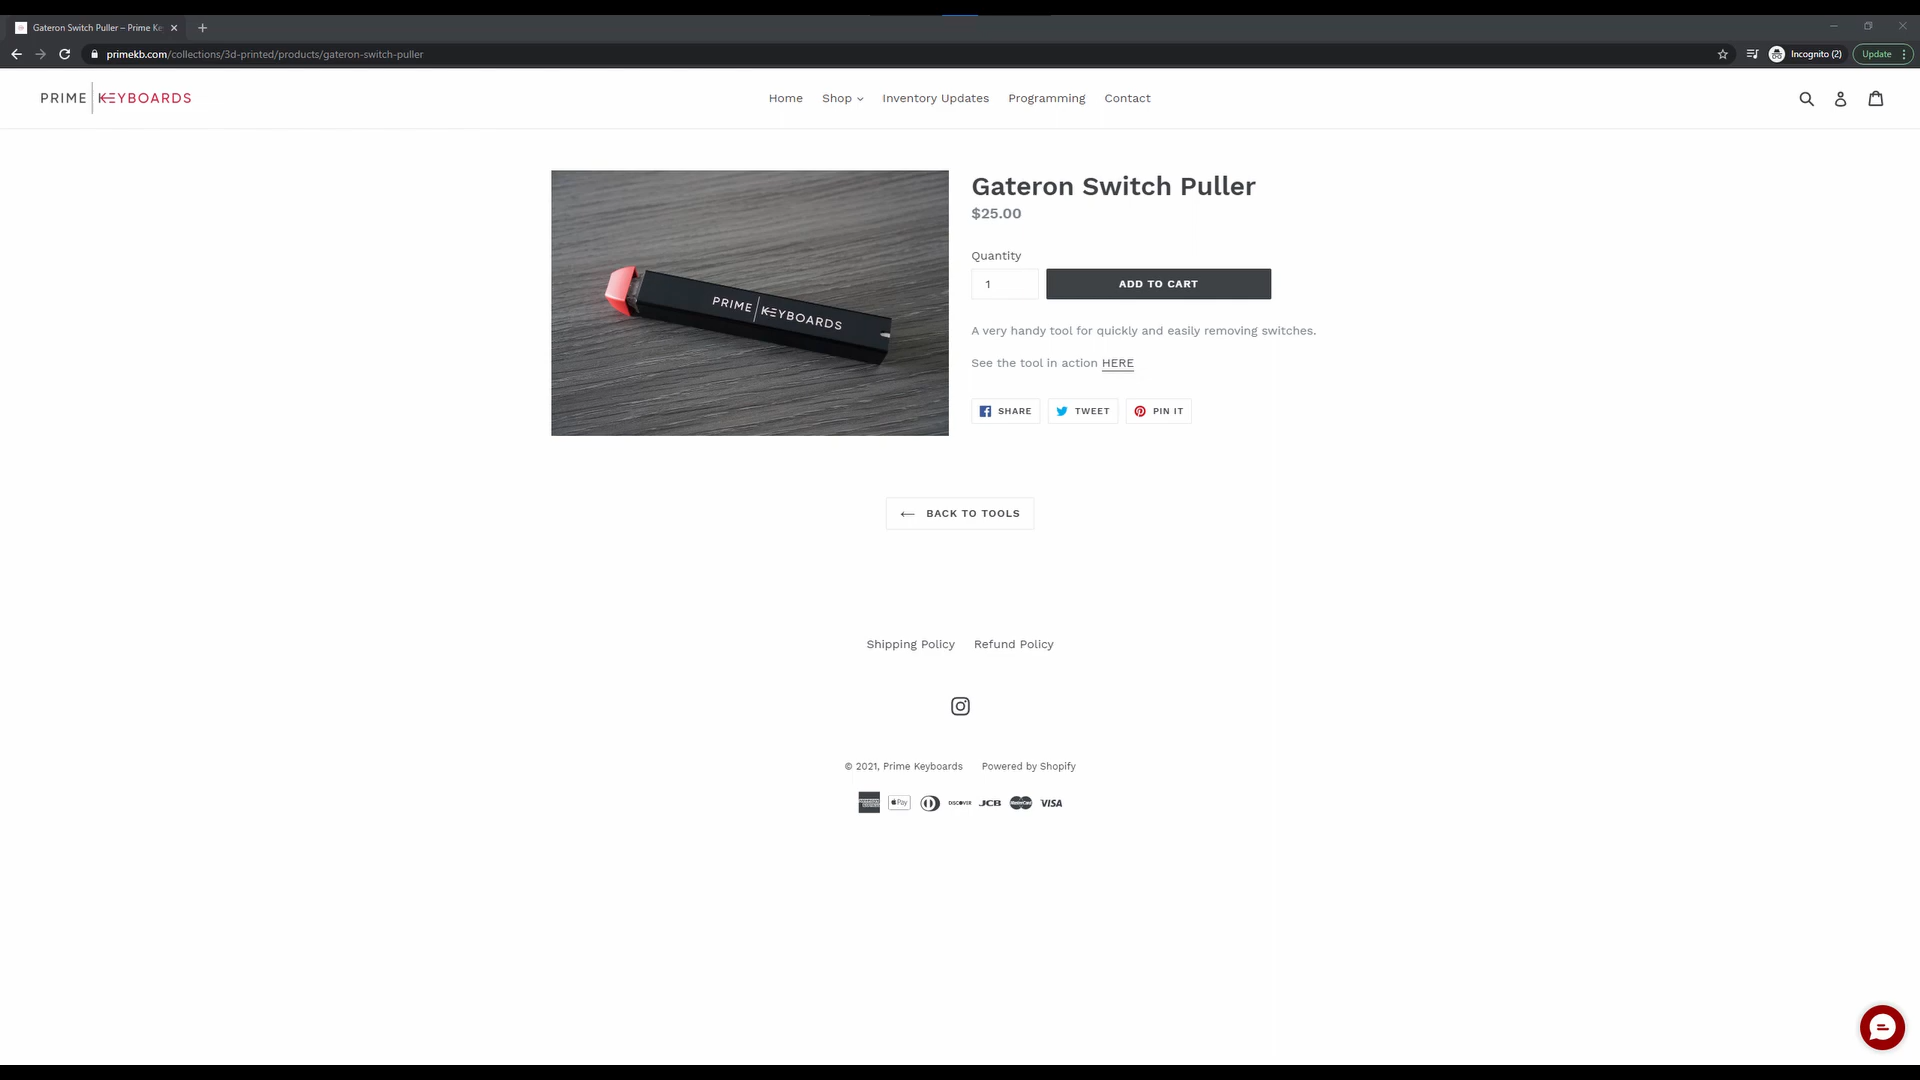 Gateron Switch Puller – Prime Ke
primekb.com/collections/3d-printed/products/gateron-switch-puller
Incognito (2)
Update
PRIME KEYBOARDS
Home
Shop
Inventory Updates
Programming
Contact
PRIME KEYBOARDS
Gateron Switch Puller
$25.00
Quantity
1
ADD TO CART
A very handy tool for quickly and easily removing switches.
See the tool in action HERE
SHARE
TWEET
PIN IT
BACK TO TOOLS
Shipping Policy
Refund Policy
© 2021, Prime Keyboards
Powered by Shopify
Pay
DISCOVER
JCB
MasterCard
VISA